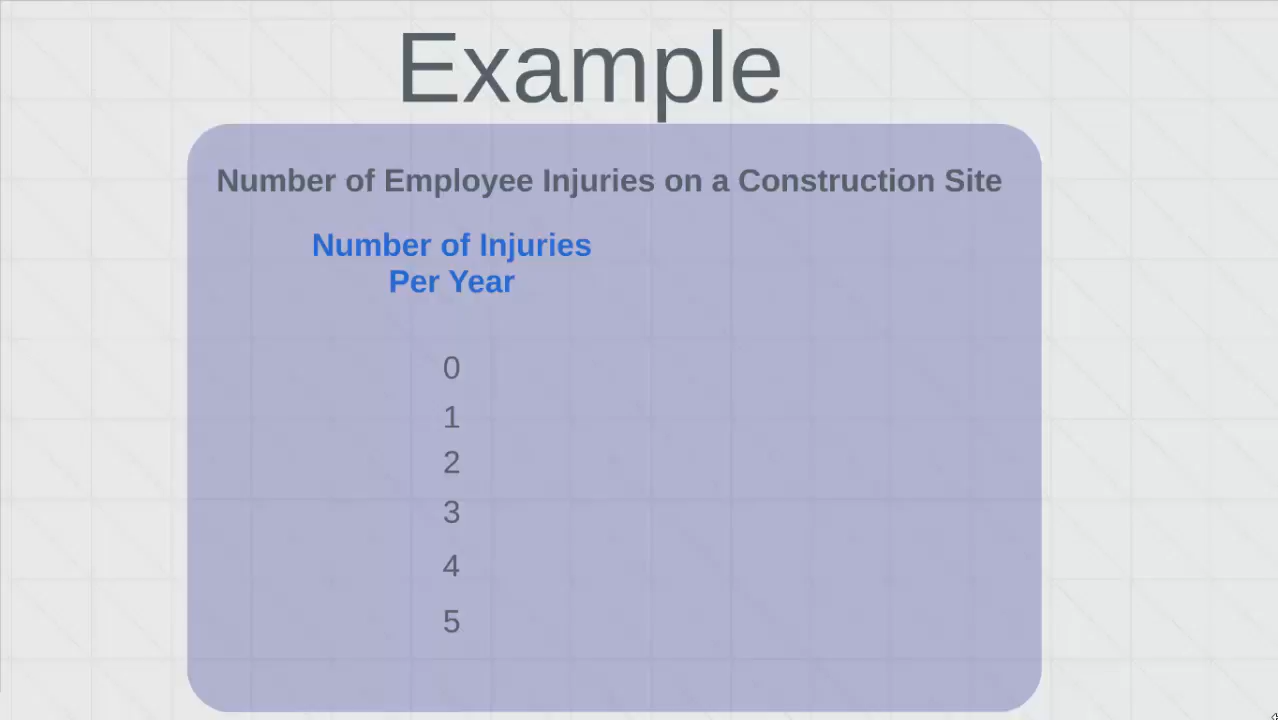 Example
Number of Employee Injuries on a Construction Site
Number of Injuries
Per Year
0
1
2
3
4
5